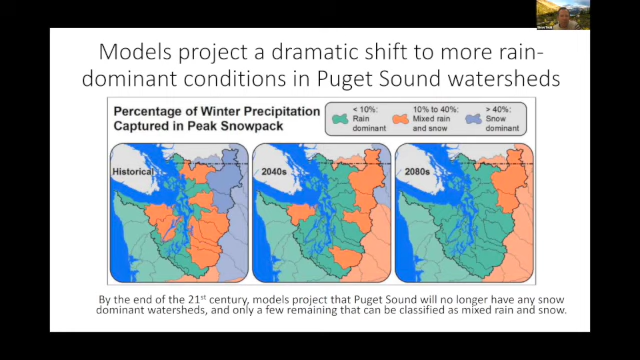 Models project a dramatic shift to more rain-
dominant conditions in Puget Sound watersheds
Percentage of Winter Precipitation
Captured in Peak Snowpack
< 10%:
Rain
dominant
10% to 40%:
Mixed rain
and snow
> 40%:
Snow
dominant
Historical
2040s
2080s
By the end of the 21st century, models project that Puget Sound will no longer have any snow
dominant watersheds, and only a few remaining that can be classified as mixed rain and snow.